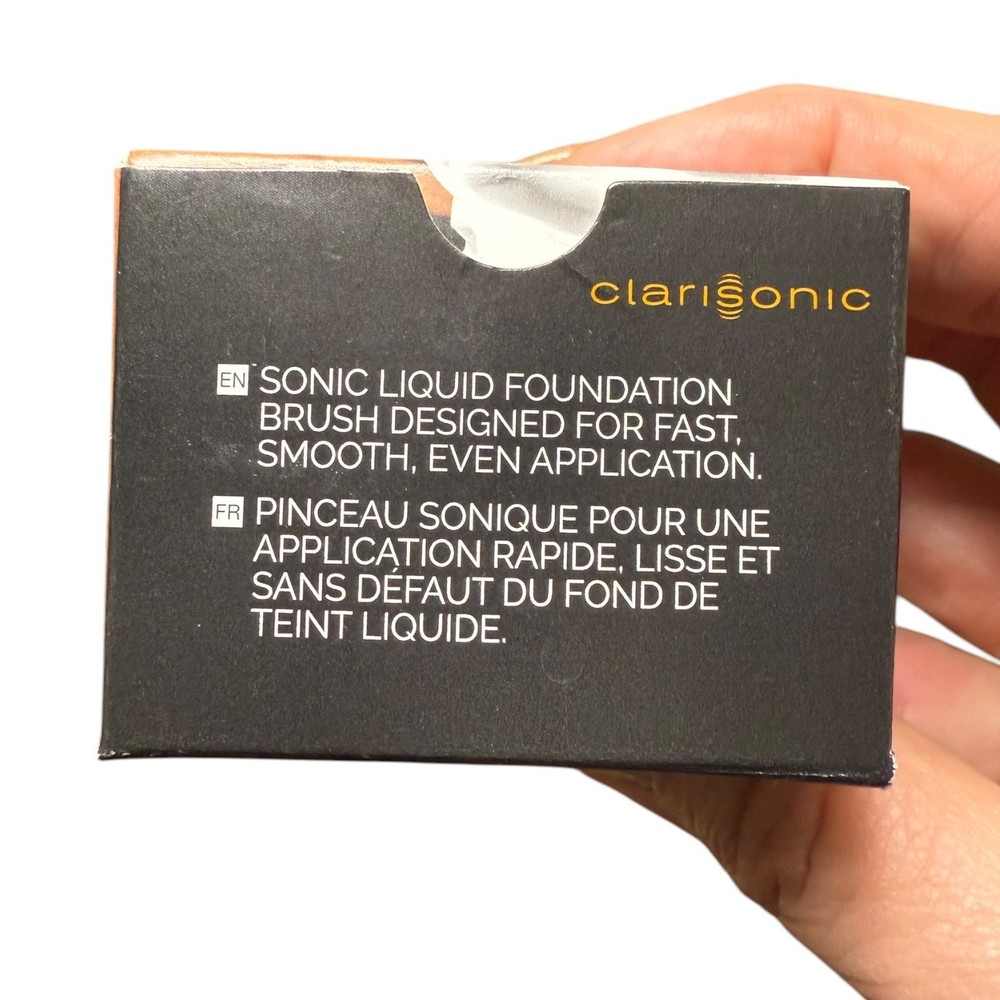 clarisonic
EN SONIC LIQUID FOUNDATION
BRUSH DESIGNED FOR FAST,
SMOOTH, EVEN APPLICATION.
FR PINCEAU SONIQUE POUR UNE
APPLICATION RAPIDE, LISSE ET
SANS DÉFAUT DU FOND DE
TEINT LIQUIDE.